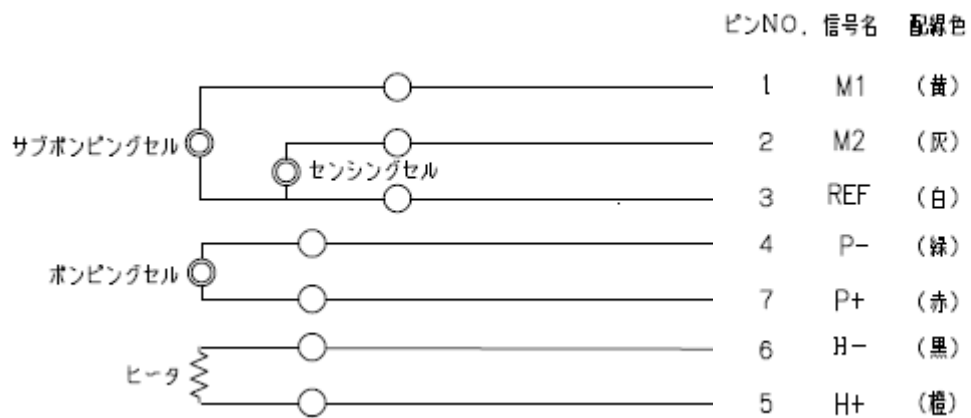 ピンNO. 信号名 配線色
1 M1 (黄)
サブポンピングセル 2 M2 (灰)
センシングセル
3 REF (白)
4 P- (緑)
ポンピングセル
7 P+ (赤)
6 H- (黒)
ヒータ
5 H+ (橙)